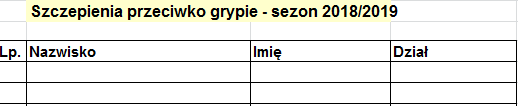 Szczepienia przeciwko grypie - sezon 2018/2019
Lp. Nazwisko Imię Dział